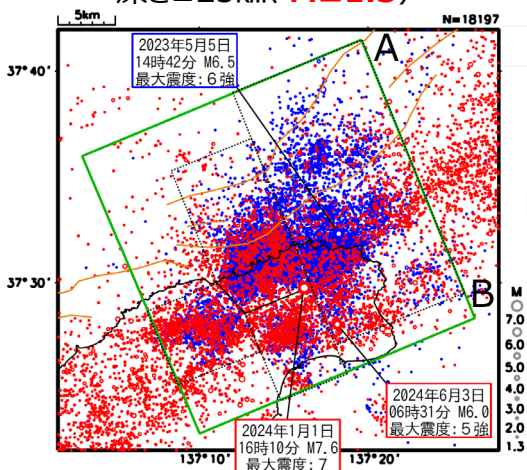 5km
N=18197
2023年5月5日
14時42分 M6.5
最大震度:6強
A
37°40'
37°30'
B
M
7.0
6.0
5.0
4.0
3.0
2.0
1.3
2024年6月3日
06時31分 M6.0
最大震度:5強
2024年1月1日
16時10分 M7.6
最大震度:7
137°10'
137°20'